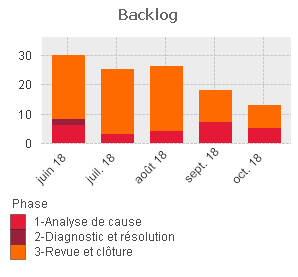 Backlog
30
20
10
0
juin 18
juil. 18
août 18
sept. 18
oct. 18
Phase
1-Analyse de cause
2-Diagnostic et résolution
3-Revue et clôture